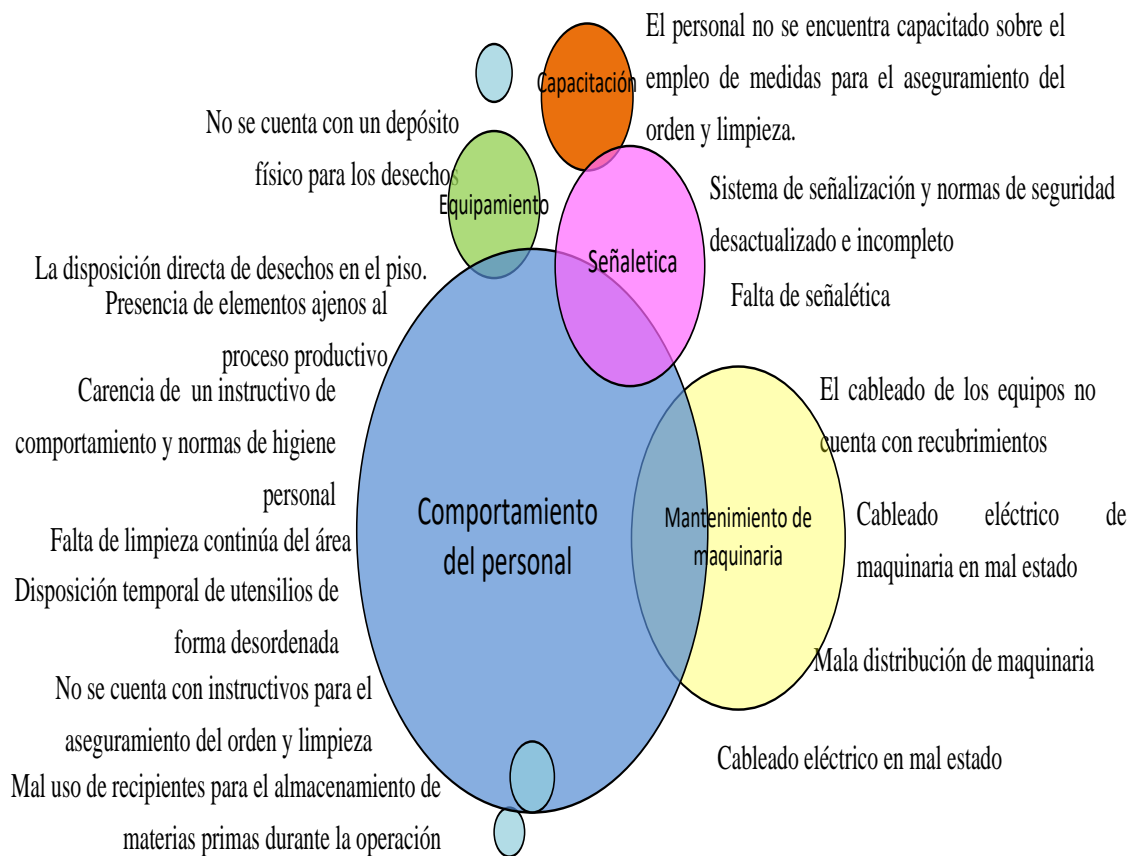 El personal no se encuentra capacitado sobre el
empleo de medidas para el aseguramiento del
orden y limpieza.
Capacitación
No se cuenta con un depósito
físico para los desechos
Equipamiento
Sistema de señalización y normas de seguridad
desactualizado e incompleto
Señaletica
Falta de señalética
La disposición directa de desechos en el piso.
Presencia de elementos ajenos al
proceso productivo
Carencia de un instructivo de
comportamiento y normas de higiene
personal
Falta de limpieza continúa del área
Disposición temporal de utensilios de
forma desordenada
No se cuenta con instructivos para el
aseguramiento del orden y limpieza
Mal uso de recipientes para el almacenamiento de
materias primas durante la operación
Comportamiento
del personal
Mantenimiento de
maquinaria
El cableado de los equipos no
cuenta con recubrimientos
Cableado eléctrico de
maquinaria en mal estado
Mala distribución de maquinaria
Cableado eléctrico en mal estado